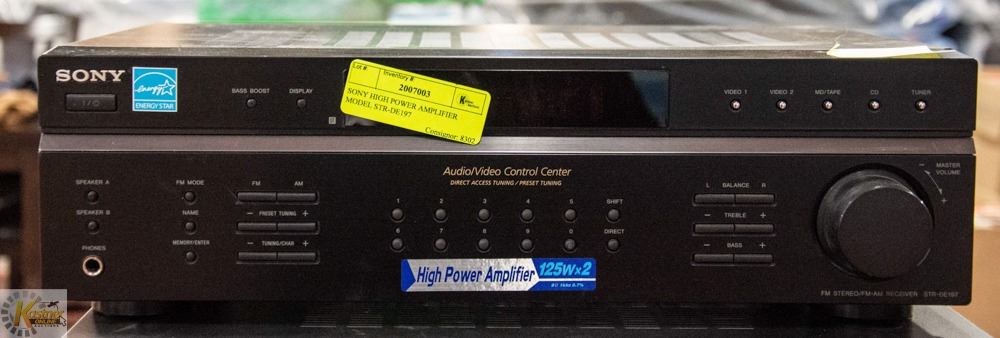 SONY
I / ⏻
energy
ENERGY STAR
BASS BOOST
DISPLAY
Lot #:
Inventory #:
2007003
SONY HIGH POWER AMPLIFIER
MODEL STR-DE197
Consignor: 8302
VIDEO 1
VIDEO 2
MD/TAPE
CD
TUNER
Audio/Video Control Center
DIRECT ACCESS TUNING / PRESET TUNING
SPEAKER A
SPEAKER B
PHONES
FM MODE
NAME
MEMORY/ENTER
FM AM
− PRESET TUNING +
− TUNING/CHAR +
1 2 3 4 5 SHIFT
6 7 8 9 0 DIRECT
L BALANCE R
− TREBLE +
− BASS +
− MASTER
VOLUME
+
High Power Amplifier 125W×2
FM STEREO/FM-AM RECEIVER STR-DE197
ONLINE
AUCTIONS